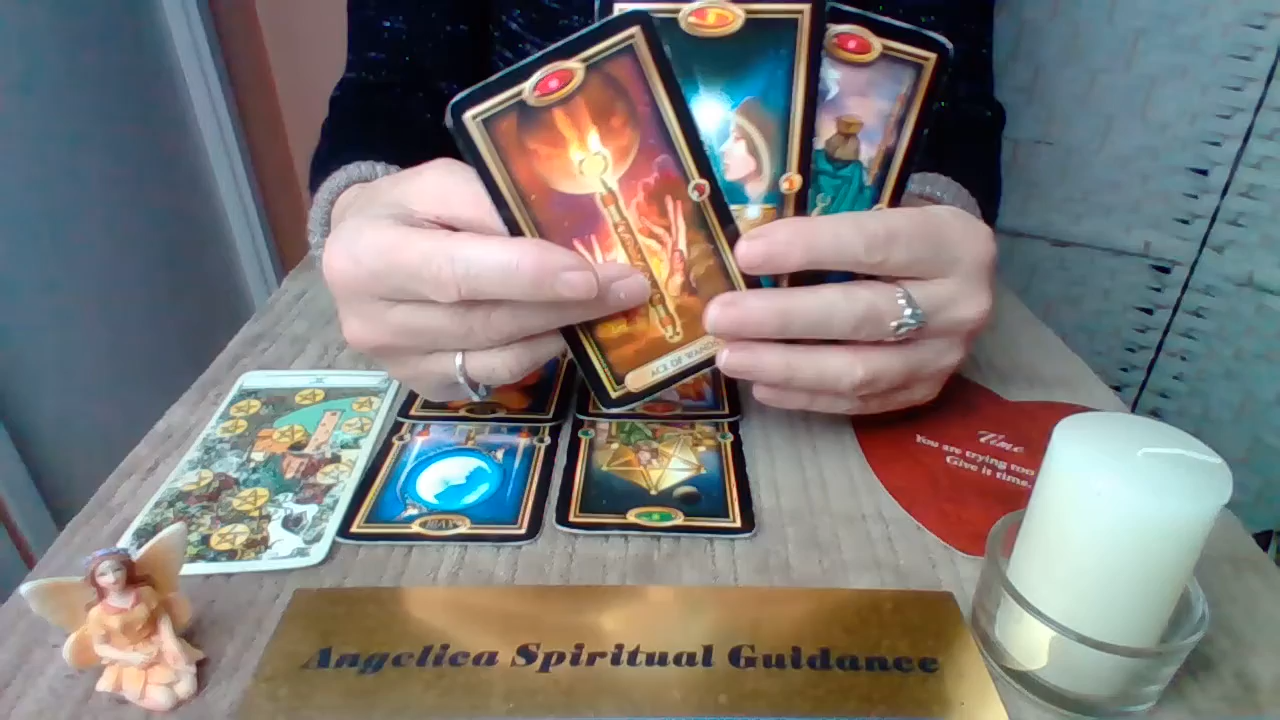 ACE OF WANDS
Time
You are trying too
Give it time.
Angelica Spiritual Guidance